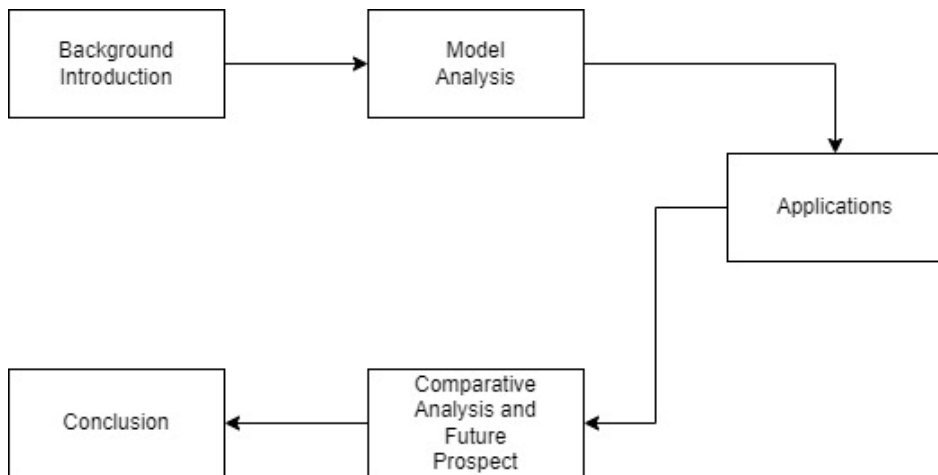 Background
Introduction
Model
Analysis
Applications
Comparative
Analysis and
Future
Prospect
Conclusion